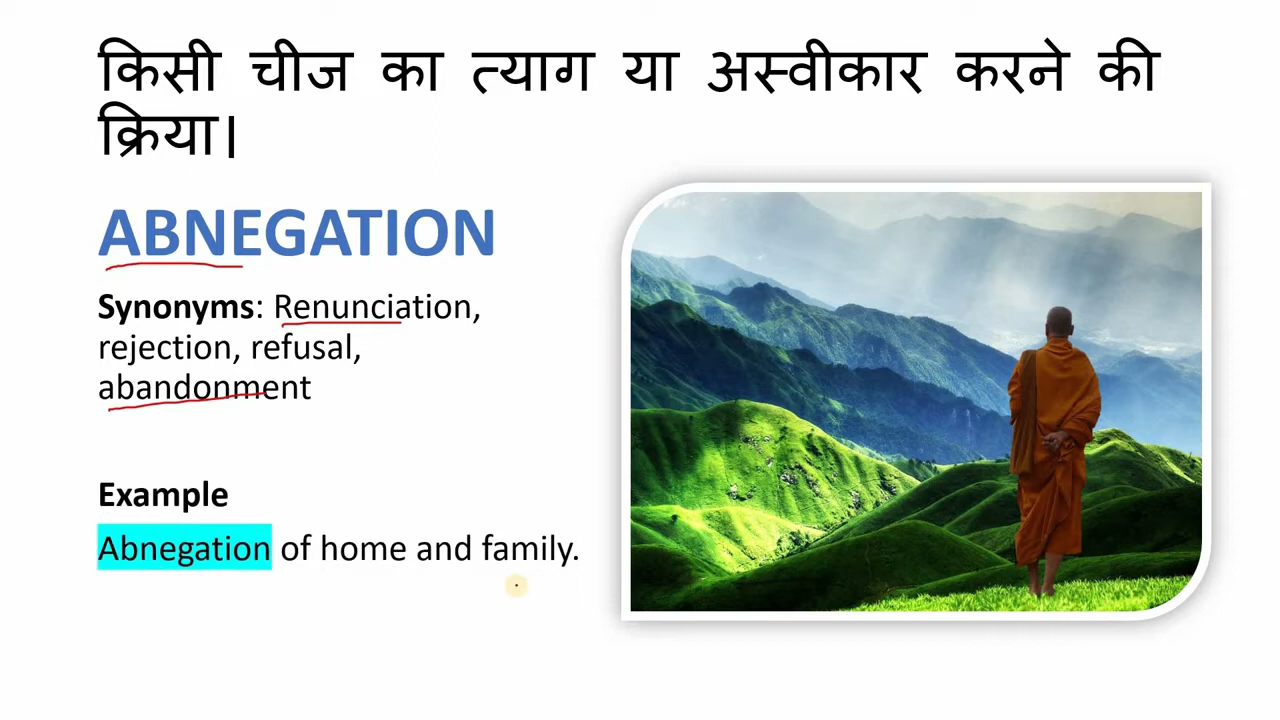 किसी चीज का त्याग या अस्वीकार करने की
क्रिया।
ABNEGATION
Synonyms: Renunciation,
rejection, refusal,
abandonment
Example
Abnegation of home and family.